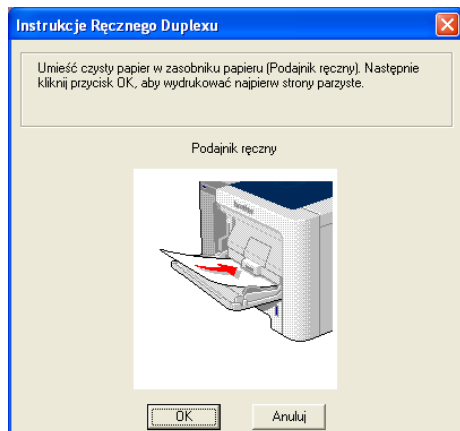 Instrukcje Ręcznego Duplexu
Umieść czysty papier w zasobniku papieru (Podajnik ręczny). Następnie
kliknij przycisk OK, aby wydrukować najpierw strony parzyste.
Podajnik ręczny
OK
Anuluj